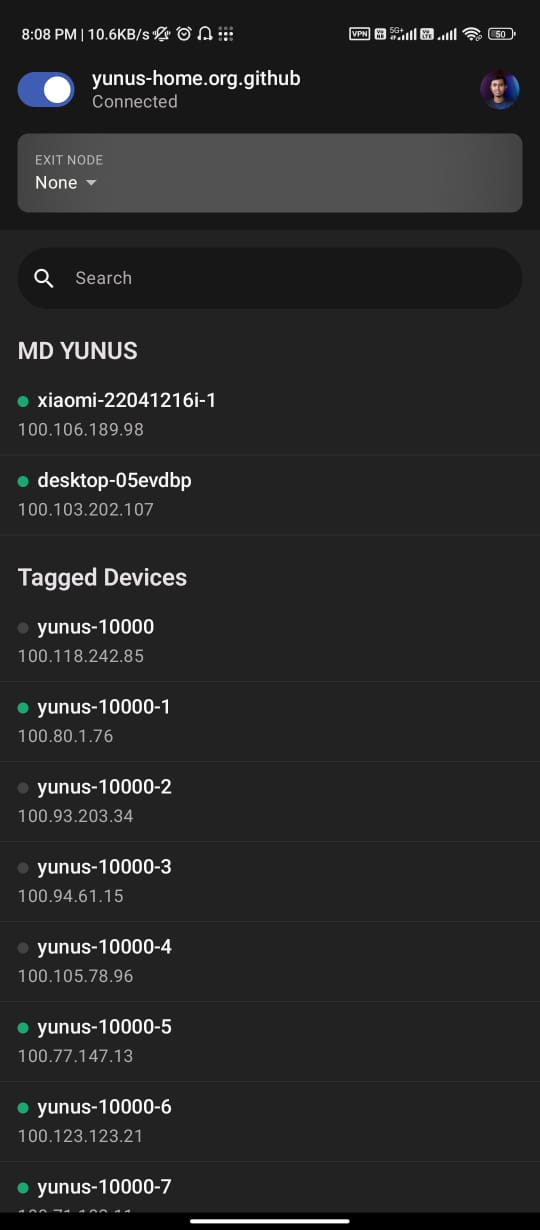 8:08 PM | 10.6KB/s VPN 5G+ 50
yunus-home.org.github
Connected
EXIT NODE
None
Search
MD YUNUS
xiaomi-22041216i-1
100.106.189.98
desktop-05evdbp
100.103.202.107
Tagged Devices
yunus-10000
100.118.242.85
yunus-10000-1
100.80.1.76
yunus-10000-2
100.93.203.34
yunus-10000-3
100.94.61.15
yunus-10000-4
100.105.78.96
yunus-10000-5
100.77.147.13
yunus-10000-6
100.123.123.21
yunus-10000-7